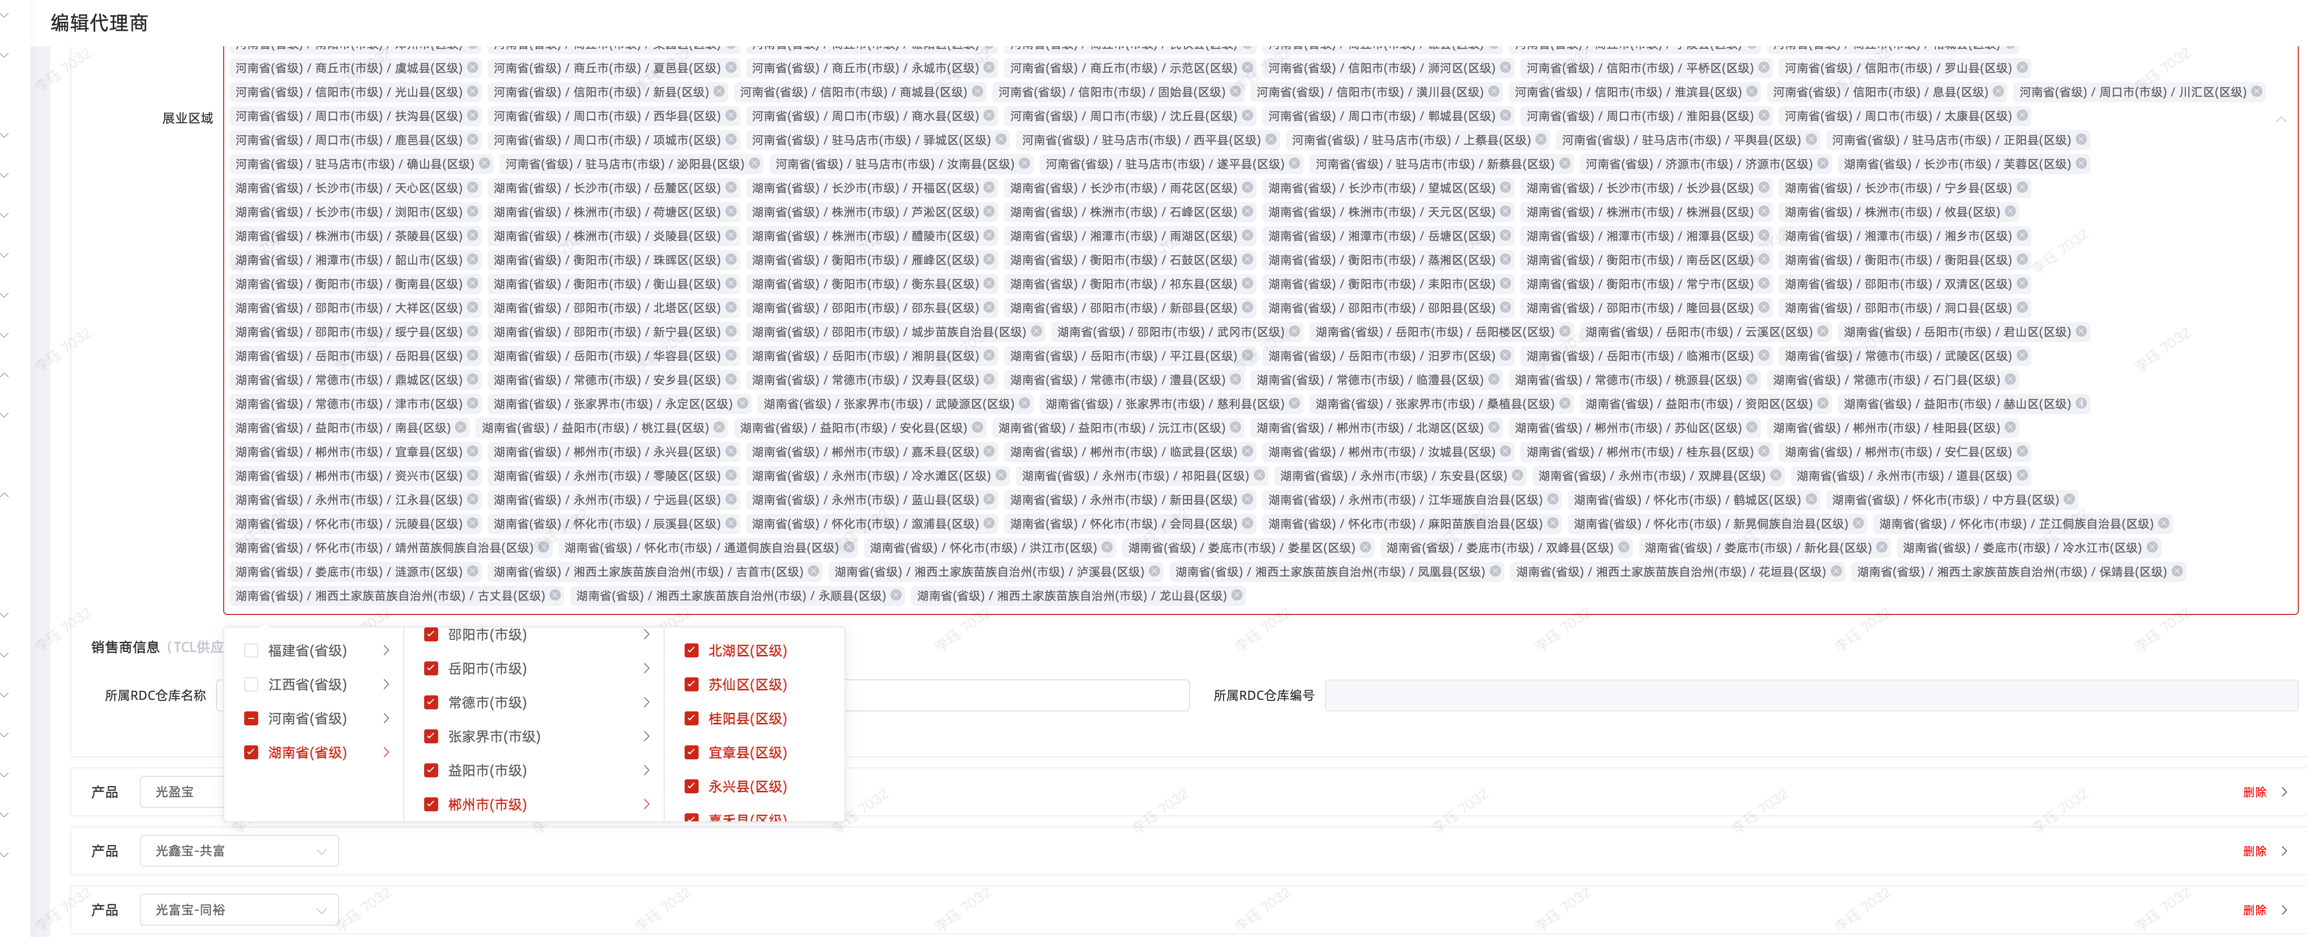 编辑代理商
河南省(省级) / 商丘市(市级) / 虞城县(区级) 河南省(省级) / 商丘市(市级) / 夏邑县(区级) 河南省(省级) / 商丘市(市级) / 永城市(区级) 河南省(省级) / 商丘市(市级) / 示范区(区级) 河南省(省级) / 信阳市(市级) / 浉河区(区级) 河南省(省级) / 信阳市(市级) / 平桥区(区级) 河南省(省级) / 信阳市(市级) / 罗山县(区级)
河南省(省级) / 信阳市(市级) / 光山县(区级) 河南省(省级) / 信阳市(市级) / 新县(区级) 河南省(省级) / 信阳市(市级) / 商城县(区级) 河南省(省级) / 信阳市(市级) / 固始县(区级) 河南省(省级) / 信阳市(市级) / 潢川县(区级) 河南省(省级) / 信阳市(市级) / 淮滨县(区级) 河南省(省级) / 信阳市(市级) / 息县(区级) 河南省(省级) / 周口市(市级) / 川汇区(区级)
展业区域 河南省(省级) / 周口市(市级) / 扶沟县(区级) 河南省(省级) / 周口市(市级) / 西华县(区级) 河南省(省级) / 周口市(市级) / 商水县(区级) 河南省(省级) / 周口市(市级) / 沈丘县(区级) 河南省(省级) / 周口市(市级) / 郸城县(区级) 河南省(省级) / 周口市(市级) / 淮阳县(区级) 河南省(省级) / 周口市(市级) / 太康县(区级)
河南省(省级) / 周口市(市级) / 鹿邑县(区级) 河南省(省级) / 周口市(市级) / 项城市(区级) 河南省(省级) / 驻马店市(市级) / 驿城区(区级) 河南省(省级) / 驻马店市(市级) / 西平县(区级) 河南省(省级) / 驻马店市(市级) / 上蔡县(区级) 河南省(省级) / 驻马店市(市级) / 平舆县(区级) 河南省(省级) / 驻马店市(市级) / 正阳县(区级)
河南省(省级) / 驻马店市(市级) / 确山县(区级) 河南省(省级) / 驻马店市(市级) / 泌阳县(区级) 河南省(省级) / 驻马店市(市级) / 汝南县(区级) 河南省(省级) / 驻马店市(市级) / 遂平县(区级) 河南省(省级) / 驻马店市(市级) / 新蔡县(区级) 河南省(省级) / 济源市(市级) / 济源市(区级) 湖南省(省级) / 长沙市(市级) / 芙蓉区(区级)
湖南省(省级) / 长沙市(市级) / 天心区(区级) 湖南省(省级) / 长沙市(市级) / 岳麓区(区级) 湖南省(省级) / 长沙市(市级) / 开福区(区级) 湖南省(省级) / 长沙市(市级) / 雨花区(区级) 湖南省(省级) / 长沙市(市级) / 望城区(区级) 湖南省(省级) / 长沙市(市级) / 长沙县(区级) 湖南省(省级) / 长沙市(市级) / 宁乡县(区级)
湖南省(省级) / 长沙市(市级) / 浏阳市(区级) 湖南省(省级) / 株洲市(市级) / 荷塘区(区级) 湖南省(省级) / 株洲市(市级) / 芦淞区(区级) 湖南省(省级) / 株洲市(市级) / 石峰区(区级) 湖南省(省级) / 株洲市(市级) / 天元区(区级) 湖南省(省级) / 株洲市(市级) / 株洲县(区级) 湖南省(省级) / 株洲市(市级) / 攸县(区级)
湖南省(省级) / 株洲市(市级) / 茶陵县(区级) 湖南省(省级) / 株洲市(市级) / 炎陵县(区级) 湖南省(省级) / 株洲市(市级) / 醴陵市(区级) 湖南省(省级) / 湘潭市(市级) / 雨湖区(区级) 湖南省(省级) / 湘潭市(市级) / 岳塘区(区级) 湖南省(省级) / 湘潭市(市级) / 湘潭县(区级) 湖南省(省级) / 湘潭市(市级) / 湘乡市(区级)
湖南省(省级) / 湘潭市(市级) / 韶山市(区级) 湖南省(省级) / 衡阳市(市级) / 珠晖区(区级) 湖南省(省级) / 衡阳市(市级) / 雁峰区(区级) 湖南省(省级) / 衡阳市(市级) / 石鼓区(区级) 湖南省(省级) / 衡阳市(市级) / 蒸湘区(区级) 湖南省(省级) / 衡阳市(市级) / 南岳区(区级) 湖南省(省级) / 衡阳市(市级) / 衡阳县(区级)
湖南省(省级) / 衡阳市(市级) / 衡南县(区级) 湖南省(省级) / 衡阳市(市级) / 衡山县(区级) 湖南省(省级) / 衡阳市(市级) / 衡东县(区级) 湖南省(省级) / 衡阳市(市级) / 祁东县(区级) 湖南省(省级) / 衡阳市(市级) / 耒阳市(区级) 湖南省(省级) / 衡阳市(市级) / 常宁市(区级) 湖南省(省级) / 邵阳市(市级) / 双清区(区级)
湖南省(省级) / 邵阳市(市级) / 大祥区(区级) 湖南省(省级) / 邵阳市(市级) / 北塔区(区级) 湖南省(省级) / 邵阳市(市级) / 邵东县(区级) 湖南省(省级) / 邵阳市(市级) / 新邵县(区级) 湖南省(省级) / 邵阳市(市级) / 邵阳县(区级) 湖南省(省级) / 邵阳市(市级) / 隆回县(区级) 湖南省(省级) / 邵阳市(市级) / 洞口县(区级)
湖南省(省级) / 邵阳市(市级) / 绥宁县(区级) 湖南省(省级) / 邵阳市(市级) / 新宁县(区级) 湖南省(省级) / 邵阳市(市级) / 城步苗族自治县(区级) 湖南省(省级) / 邵阳市(市级) / 武冈市(区级) 湖南省(省级) / 岳阳市(市级) / 岳阳楼区(区级) 湖南省(省级) / 岳阳市(市级) / 云溪区(区级) 湖南省(省级) / 岳阳市(市级) / 君山区(区级)
湖南省(省级) / 岳阳市(市级) / 岳阳县(区级) 湖南省(省级) / 岳阳市(市级) / 华容县(区级) 湖南省(省级) / 岳阳市(市级) / 湘阴县(区级) 湖南省(省级) / 岳阳市(市级) / 平江县(区级) 湖南省(省级) / 岳阳市(市级) / 汨罗市(区级) 湖南省(省级) / 岳阳市(市级) / 临湘市(区级) 湖南省(省级) / 常德市(市级) / 武陵区(区级)
湖南省(省级) / 常德市(市级) / 鼎城区(区级) 湖南省(省级) / 常德市(市级) / 安乡县(区级) 湖南省(省级) / 常德市(市级) / 汉寿县(区级) 湖南省(省级) / 常德市(市级) / 澧县(区级) 湖南省(省级) / 常德市(市级) / 临澧县(区级) 湖南省(省级) / 常德市(市级) / 桃源县(区级) 湖南省(省级) / 常德市(市级) / 石门县(区级)
湖南省(省级) / 常德市(市级) / 津市市(区级) 湖南省(省级) / 张家界市(市级) / 永定区(区级) 湖南省(省级) / 张家界市(市级) / 武陵源区(区级) 湖南省(省级) / 张家界市(市级) / 慈利县(区级) 湖南省(省级) / 张家界市(市级) / 桑植县(区级) 湖南省(省级) / 益阳市(市级) / 资阳区(区级) 湖南省(省级) / 益阳市(市级) / 赫山区(区级)
湖南省(省级) / 益阳市(市级) / 南县(区级) 湖南省(省级) / 益阳市(市级) / 桃江县(区级) 湖南省(省级) / 益阳市(市级) / 安化县(区级) 湖南省(省级) / 益阳市(市级) / 沅江市(区级) 湖南省(省级) / 郴州市(市级) / 北湖区(区级) 湖南省(省级) / 郴州市(市级) / 苏仙区(区级) 湖南省(省级) / 郴州市(市级) / 桂阳县(区级)
湖南省(省级) / 郴州市(市级) / 宜章县(区级) 湖南省(省级) / 郴州市(市级) / 永兴县(区级) 湖南省(省级) / 郴州市(市级) / 嘉禾县(区级) 湖南省(省级) / 郴州市(市级) / 临武县(区级) 湖南省(省级) / 郴州市(市级) / 汝城县(区级) 湖南省(省级) / 郴州市(市级) / 桂东县(区级) 湖南省(省级) / 郴州市(市级) / 安仁县(区级)
湖南省(省级) / 郴州市(市级) / 资兴市(区级) 湖南省(省级) / 永州市(市级) / 零陵区(区级) 湖南省(省级) / 永州市(市级) / 冷水滩区(区级) 湖南省(省级) / 永州市(市级) / 祁阳县(区级) 湖南省(省级) / 永州市(市级) / 东安县(区级) 湖南省(省级) / 永州市(市级) / 双牌县(区级) 湖南省(省级) / 永州市(市级) / 道县(区级)
湖南省(省级) / 永州市(市级) / 江永县(区级) 湖南省(省级) / 永州市(市级) / 宁远县(区级) 湖南省(省级) / 永州市(市级) / 蓝山县(区级) 湖南省(省级) / 永州市(市级) / 新田县(区级) 湖南省(省级) / 永州市(市级) / 江华瑶族自治县(区级) 湖南省(省级) / 怀化市(市级) / 鹤城区(区级) 湖南省(省级) / 怀化市(市级) / 中方县(区级)
湖南省(省级) / 怀化市(市级) / 沅陵县(区级) 湖南省(省级) / 怀化市(市级) / 辰溪县(区级) 湖南省(省级) / 怀化市(市级) / 溆浦县(区级) 湖南省(省级) / 怀化市(市级) / 会同县(区级) 湖南省(省级) / 怀化市(市级) / 麻阳苗族自治县(区级) 湖南省(省级) / 怀化市(市级) / 新晃侗族自治县(区级) 湖南省(省级) / 怀化市(市级) / 芷江侗族自治县(区级)
湖南省(省级) / 怀化市(市级) / 靖州苗族侗族自治县(区级) 湖南省(省级) / 怀化市(市级) / 通道侗族自治县(区级) 湖南省(省级) / 怀化市(市级) / 洪江市(区级) 湖南省(省级) / 娄底市(市级) / 娄星区(区级) 湖南省(省级) / 娄底市(市级) / 双峰县(区级) 湖南省(省级) / 娄底市(市级) / 新化县(区级) 湖南省(省级) / 娄底市(市级) / 冷水江市(区级)
湖南省(省级) / 娄底市(市级) / 涟源市(区级) 湖南省(省级) / 湘西土家族苗族自治州(市级) / 吉首市(区级) 湖南省(省级) / 湘西土家族苗族自治州(市级) / 泸溪县(区级) 湖南省(省级) / 湘西土家族苗族自治州(市级) / 凤凰县(区级) 湖南省(省级) / 湘西土家族苗族自治州(市级) / 花垣县(区级) 湖南省(省级) / 湘西土家族苗族自治州(市级) / 保靖县(区级)
湖南省(省级) / 湘西土家族苗族自治州(市级) / 古丈县(区级) 湖南省(省级) / 湘西土家族苗族自治州(市级) / 永顺县(区级) 湖南省(省级) / 湘西土家族苗族自治州(市级) / 龙山县(区级)
销售商信息（TCL供应
福建省(省级)
江西省(省级)
河南省(省级)
湖南省(省级)
邵阳市(市级)
岳阳市(市级)
常德市(市级)
张家界市(市级)
益阳市(市级)
郴州市(市级)
北湖区(区级)
苏仙区(区级)
桂阳县(区级)
宜章县(区级)
永兴县(区级)
嘉禾县(区级)
所属RDC仓库名称 所属RDC仓库编号
产品 光盈宝 删除
产品 光鑫宝-共富 删除
产品 光富宝-同裕 删除
李珏 7032